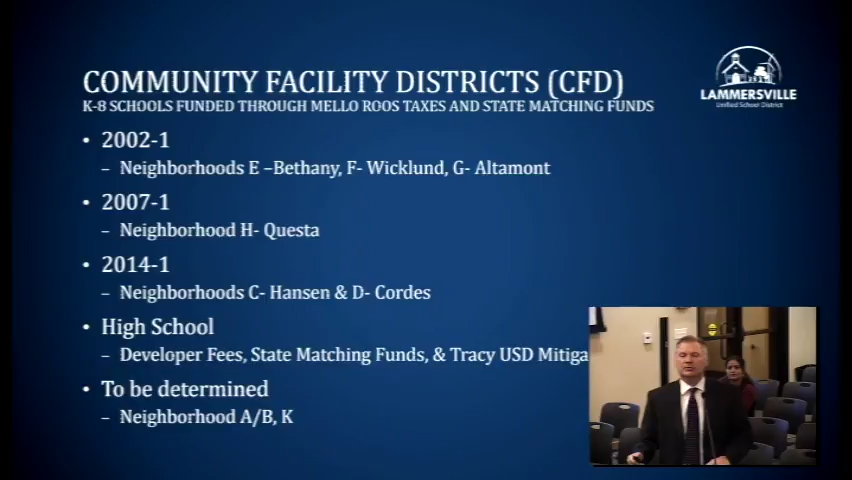 COMMUNITY FACILITY DISTRICTS (CFD)
K-8 SCHOOLS FUNDED THROUGH MELLO ROOS TAXES AND STATE MATCHING FUNDS
LAMMERSVILLE
Unified School District
• 2002-1
– Neighborhoods E –Bethany, F- Wicklund, G- Altamont
• 2007-1
– Neighborhood H- Questa
• 2014-1
– Neighborhoods C- Hansen & D- Cordes
• High School
– Developer Fees, State Matching Funds, & Tracy USD Mitiga
• To be determined
– Neighborhood A/B, K